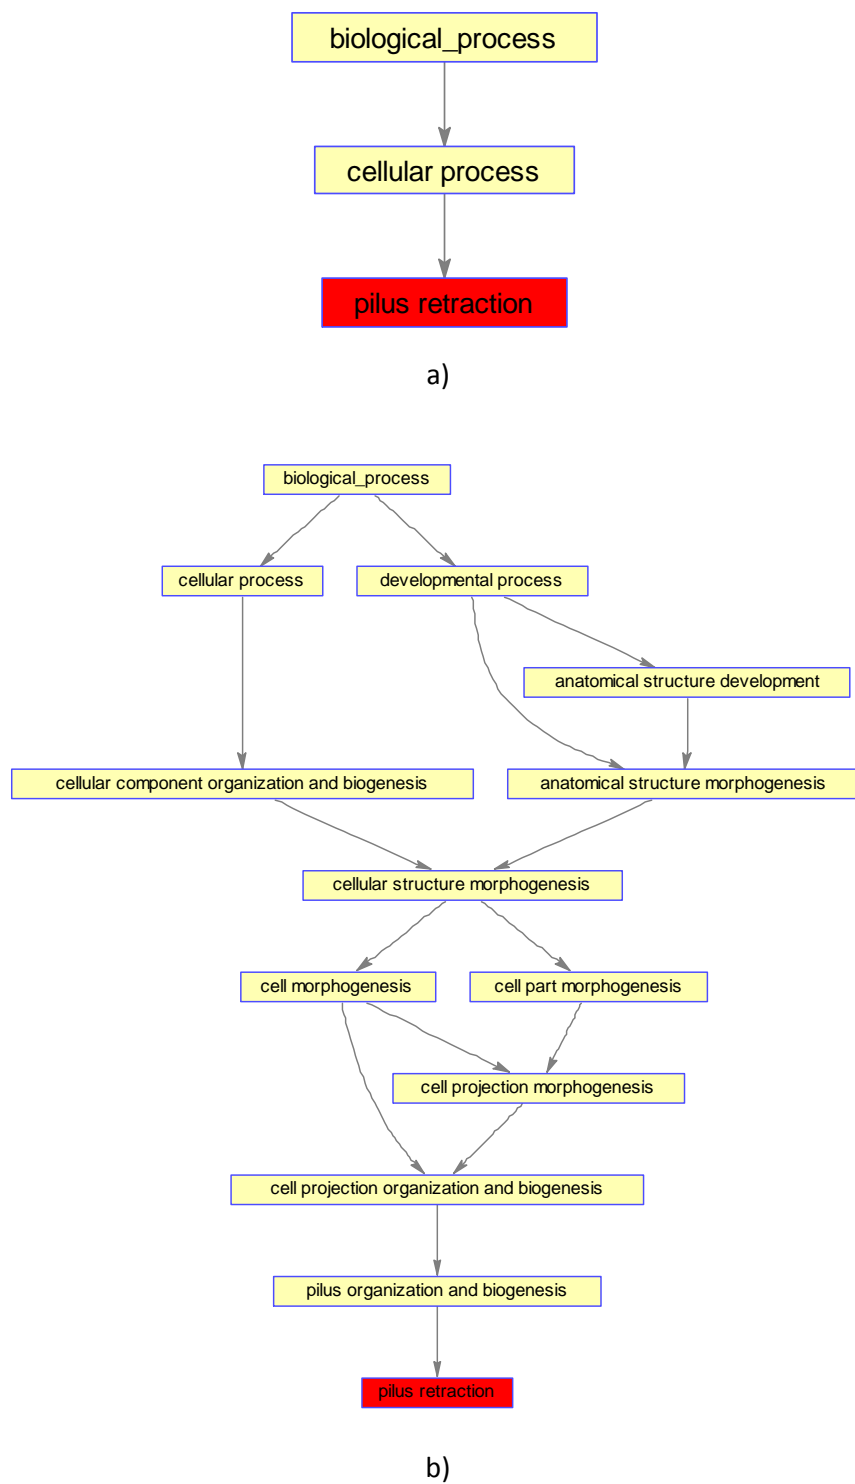 biological_process
cellular process
pilus retraction
a)
biological_process
cellular process
developmental process
anatomical structure development
cellular component organization and biogenesis
anatomical structure morphogenesis
cellular structure morphogenesis
cell morphogenesis
cell part morphogenesis
cell projection morphogenesis
cell projection organization and biogenesis
pilus organization and biogenesis
pilus retraction
b)